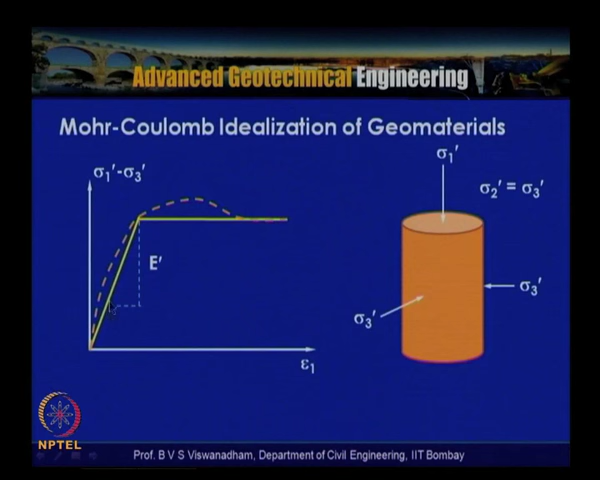 Advanced Geotechnical Engineering
Mohr-Coulomb Idealization of Geomaterials
σ₁'-σ₃'
σ₁'
σ₂' = σ₃'
E'
σ₃'
σ₃'
ε₁
NPTEL
Prof. B V S Viswanadham, Department of Civil Engineering, IIT Bombay